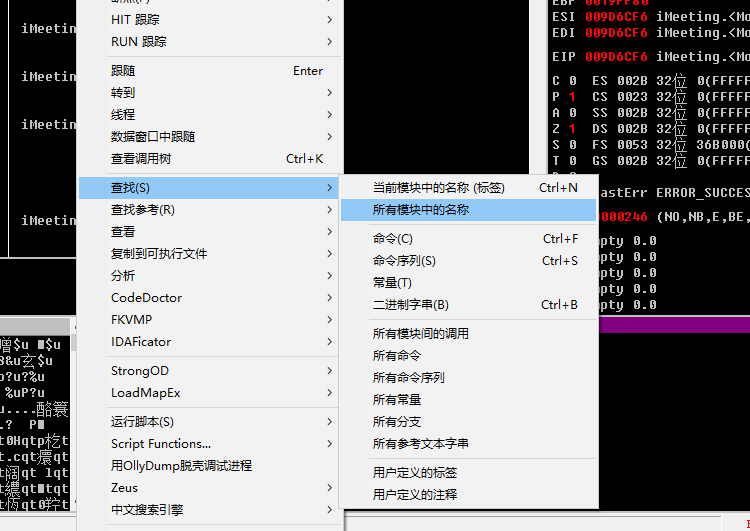 HIT 跟踪
RUN 跟踪
跟随 Enter
转到
线程
数据窗口中跟随
查看调用树 Ctrl+K
查找(S)
查找参考(R)
查看
复制到可执行文件
分析
CodeDoctor
FKVMP
IDAFicator
StrongOD
LoadMapEx
运行脚本(S)
Script Functions...
用OllyDump脱壳调试进程
Zeus
中文搜索引擎
当前模块中的名称 (标签) Ctrl+N
所有模块中的名称
命令(C) Ctrl+F
命令序列(S) Ctrl+S
常量(T)
二进制字串(B) Ctrl+B
所有模块间的调用
所有命令
所有命令序列
所有常量
所有分支
所有参考文本字串
用户定义的标签
用户定义的注释
iMeetin
iMeetin
iMeetin
iMeetin
EBP 0019FF80
ESI 009D6CF6 iMeeting.<Mo
EDI 009D6CF6 iMeeting.<Mo
EIP 009D6CF6 iMeeting.<Mo
C 0 ES 002B 32位 0(FFFFF
P 1 CS 0023 32位 0(FFFFF
A 0 SS 002B 32位 0(FFFFF
Z 1 DS 002B 32位 0(FFFFF
S 0 FS 0053 32位 36B000(
T 0 GS 002B 32位 0(FFFFF
astErr ERROR_SUCCES
000246 (NO,NB,E,BE,
mpty 0.0
mpty 0.0
mpty 0.0
mpty 0.0
mpty 0.0